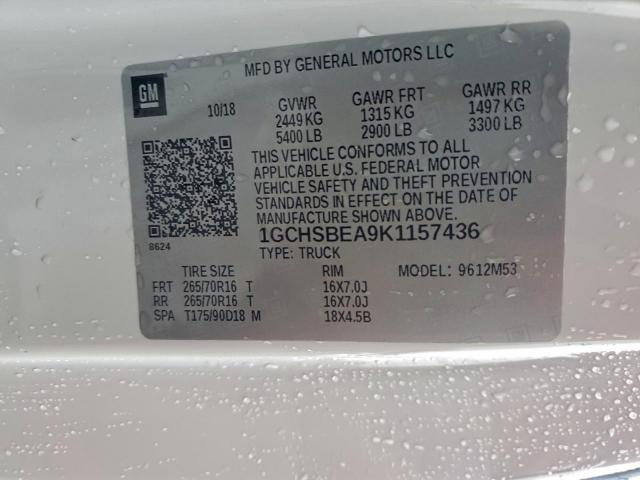 MFD BY GENERAL MOTORS LLC
GM
10/18 GVWR GAWR FRT GAWR RR
2449 KG 1315 KG 1497 KG
5400 LB 2900 LB 3300 LB
THIS VEHICLE CONFORMS TO ALL
APPLICABLE U.S. FEDERAL MOTOR
VEHICLE SAFETY AND THEFT PREVENTION
STANDARDS IN EFFECT ON THE DATE OF
MANUFACTURE SHOWN ABOVE.
8624
1GCHSBEA9K1157436
TYPE: TRUCK
TIRE SIZE RIM MODEL: 9612M53
FRT 265/70R16 T 16X7.0J
RR 265/70R16 T 16X7.0J
SPA T175/90D18 M 18X4.5B